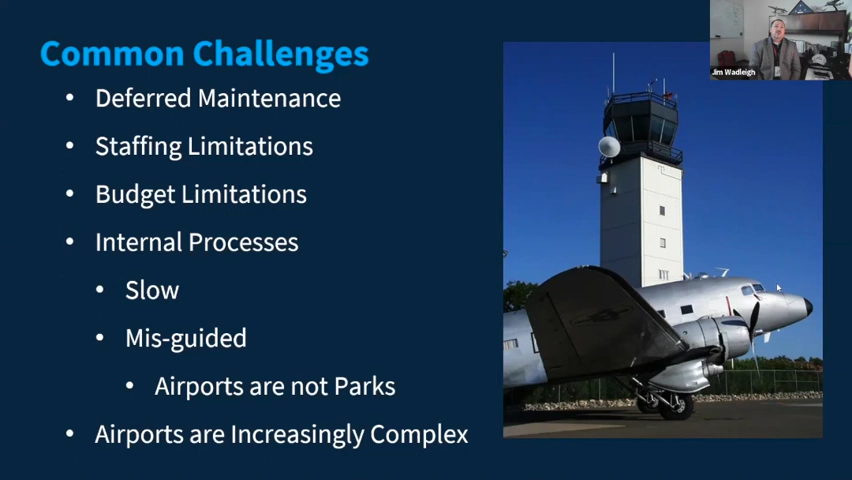 Common Challenges
• Deferred Maintenance
• Staffing Limitations
• Budget Limitations
• Internal Processes
• Slow
• Mis-guided
• Airports are not Parks
• Airports are Increasingly Complex
Jim Wadleigh